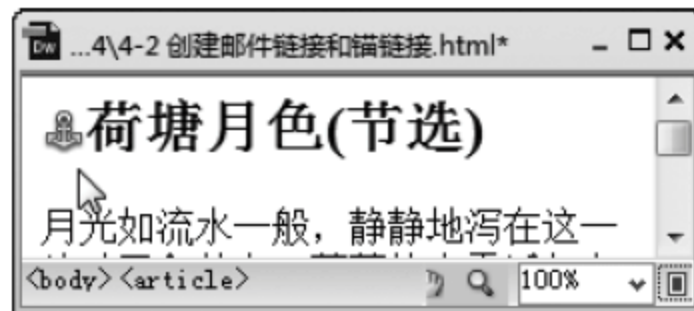 Dw ...4\4-2 创建邮件链接和锚链接.html*
荷塘月色(节选)
月光如流水一般，静静地泻在这一
<body><article> 100%